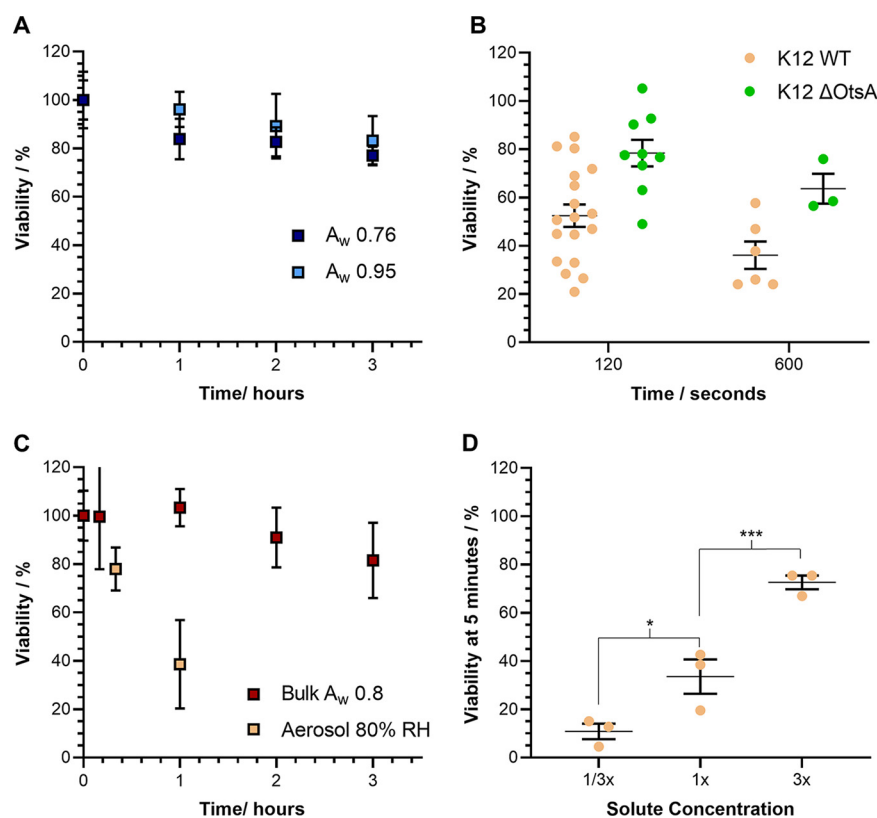 A
120
100
80
60
40
20
0
Viability / %
A_w 0.76
A_w 0.95
0 1 2 3
Time/ hours
B
K12 WT
K12 ΔOtsA
120
100
80
60
40
20
0
Viability / %
120 600
Time / seconds
C
120
100
80
60
40
20
0
Viability / %
Bulk A_w 0.8
Aerosol 80% RH
0 1 2 3
Time/ hours
D
120
100
80
60
40
20
0
Viability at 5 minutes / %
***
*
1/3x 1x 3x
Solute Concentration